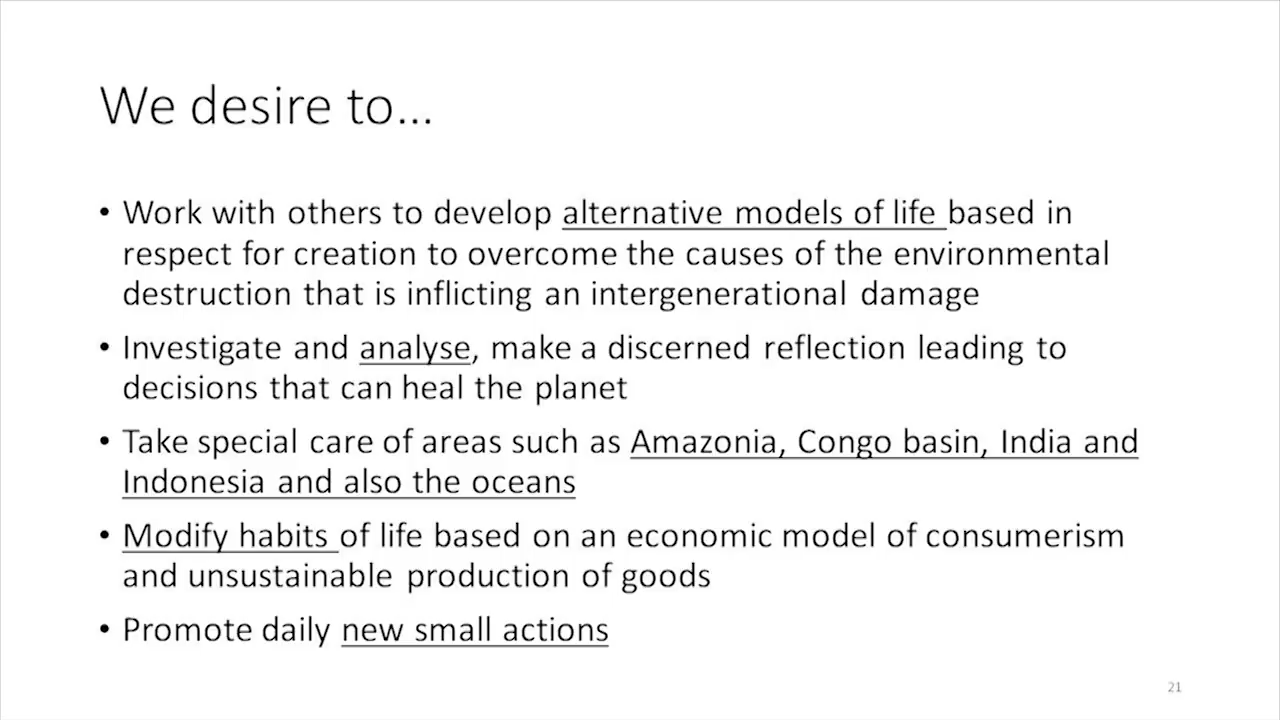 We desire to...
• Work with others to develop alternative models of life based in
respect for creation to overcome the causes of the environmental
destruction that is inflicting an intergenerational damage
• Investigate and analyse, make a discerned reflection leading to
decisions that can heal the planet
• Take special care of areas such as Amazonia, Congo basin, India and
Indonesia and also the oceans
• Modify habits of life based on an economic model of consumerism
and unsustainable production of goods
• Promote daily new small actions
21